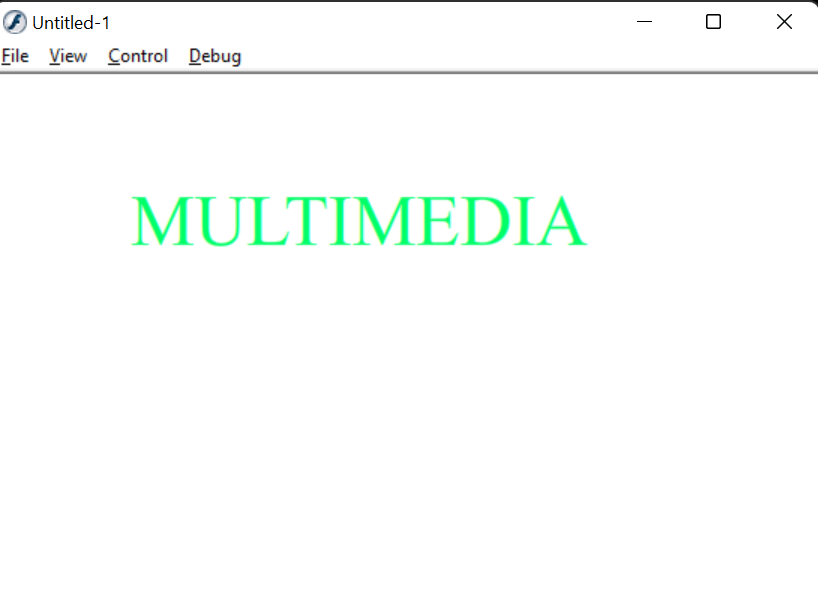 Untitled-1
File View Control Debug
MULTIMEDIA